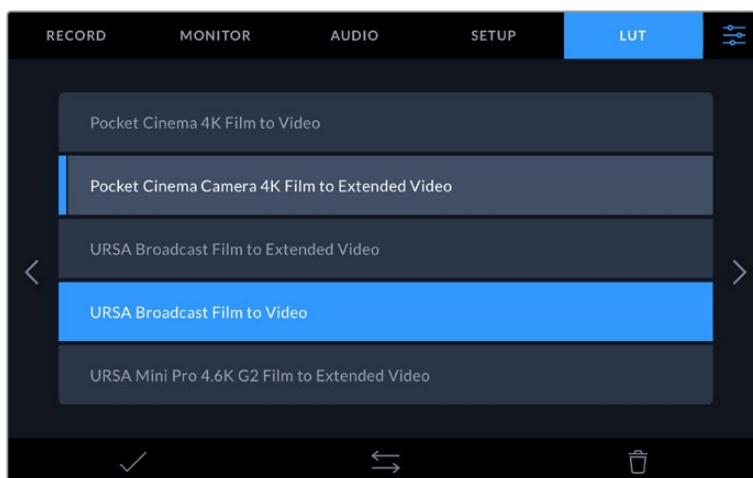 RECORD MONITOR AUDIO SETUP LUT
Pocket Cinema 4K Film to Video
Pocket Cinema Camera 4K Film to Extended Video
URSA Broadcast Film to Extended Video
URSA Broadcast Film to Video
URSA Mini Pro 4.6K G2 Film to Extended Video